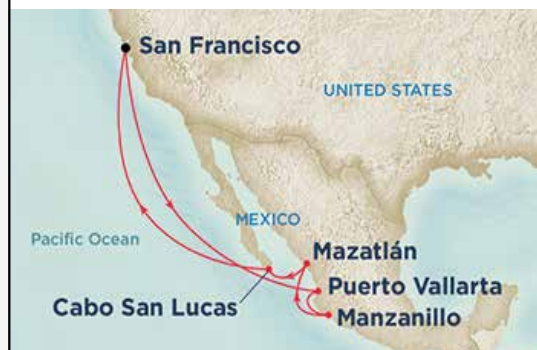 San Francisco
UNITED STATES
MEXICO
Pacific Ocean
Mazatlán
Puerto Vallarta
Cabo San Lucas
Manzanillo